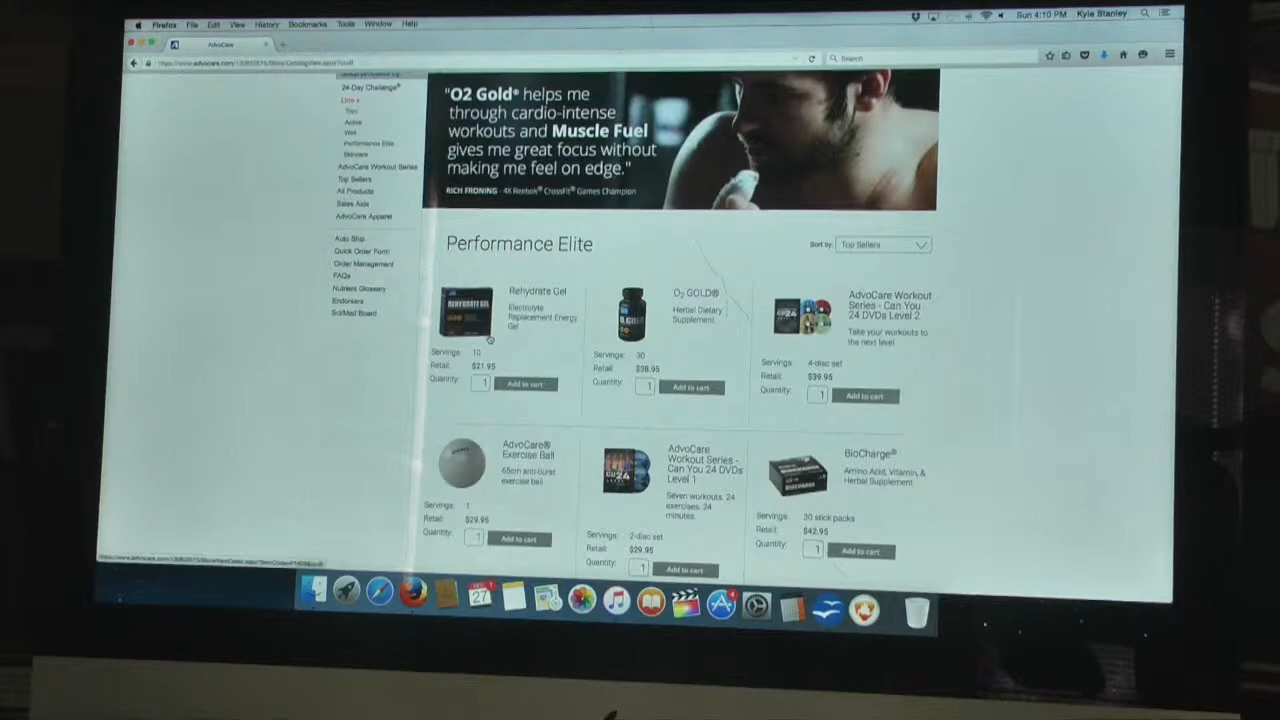 Firefox File Edit View History Bookmarks Tools Window Help
Sun 4:10 PM Kyle Stanley
AdvoCare
Search
24-Day Challenge®
Line
Trim
Active
Well
Performance Elite
Skincare
AdvoCare Workout Series
Top Sellers
All Products
Sales Aids
AdvoCare Apparel
Auto Ship
Quick Order Form
Order Management
FAQs
Nutrient Glossary
Endorsers
Sci/Med Board
"O2 Gold® helps me
through cardio-intense
workouts and Muscle Fuel
gives me great focus without
making me feel on edge."
RICH FRONING - 4X Reebok® CrossFit® Games Champion
Performance Elite
Sort by: Top Sellers
REHYDRATE GEL
Rehydrate Gel
Electrolyte
Replacement Energy
Gel
Servings: 10
Retail: $21.95
Quantity: 1 Add to cart
O2 GOLD®
Herbal Dietary
Supplement
Servings: 30
Retail: $38.95
Quantity: 1 Add to cart
AdvoCare Workout
Series - Can You
24 DVDs Level 2
Take your workouts to
the next level
Servings: 4-disc set
Retail: $39.95
Quantity: 1 Add to cart
AdvoCare®
Exercise Ball
65cm anti-burst
exercise ball
Servings: 1
Retail: $29.95
Quantity: 1 Add to cart
AdvoCare
Workout Series -
Can You 24 DVDs
Level 1
Seven workouts. 24
exercises. 24
minutes.
Servings: 2-disc set
Retail: $29.95
Quantity: 1 Add to cart
BioCharge®
Amino Acid, Vitamin, &
Herbal Supplement
Servings: 30 stick packs
Retail: $42.95
Quantity: 1 Add to cart
27